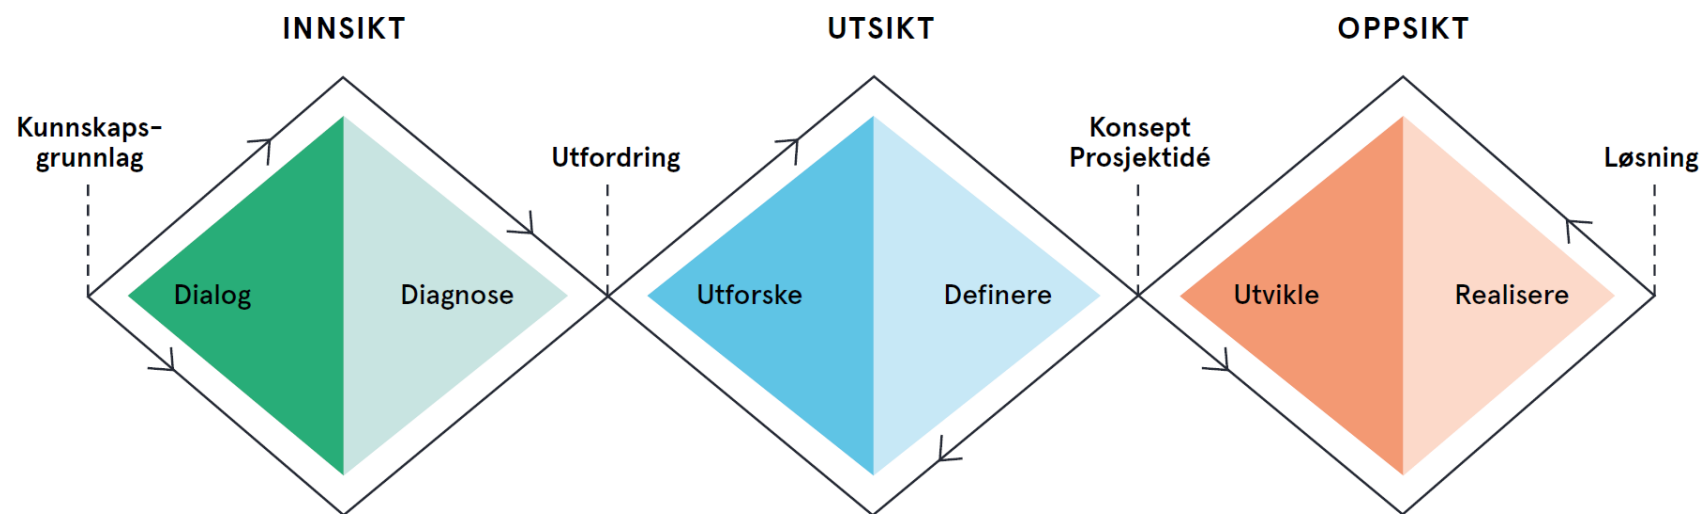 INNSIKT
UTSIKT
OPPSIKT
Kunnskaps-
grunnlag
Utfordring
Konsept
Prosjektidé
Løsning
Dialog
Diagnose
Utforske
Definere
Utvikle
Realisere